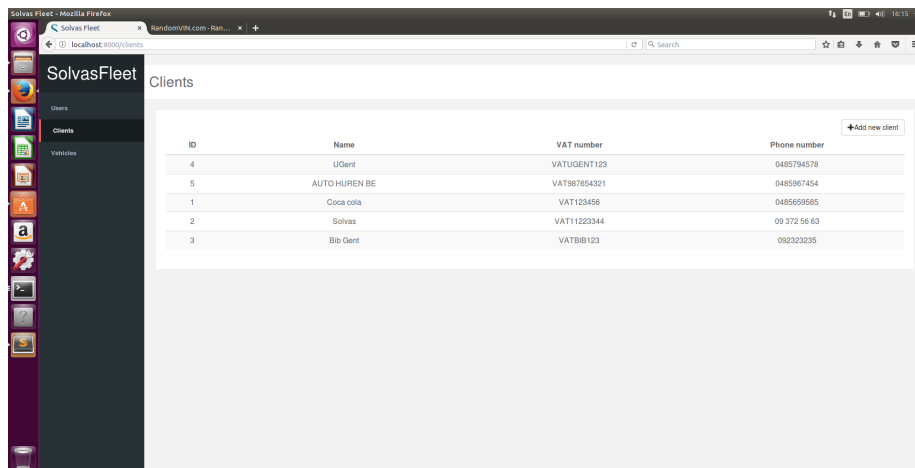 Solvas Fleet - Mozilla Firefox
En
16:15
Solvas Fleet × RandomVIN.com - Ran... × +
localhost:8000/clients
Search
SolvasFleet
Users
Clients
Vehicles
Clients
+Add new client
ID Name VAT number Phone number
4 UGent VATUGENT123 0485794578
5 AUTO HUREN BE VAT987654321 0485967454
1 Coca cola VAT123456 0485659585
2 Solvas VAT11223344 09 372 56 63
3 Bib Gent VATBIB123 092323235